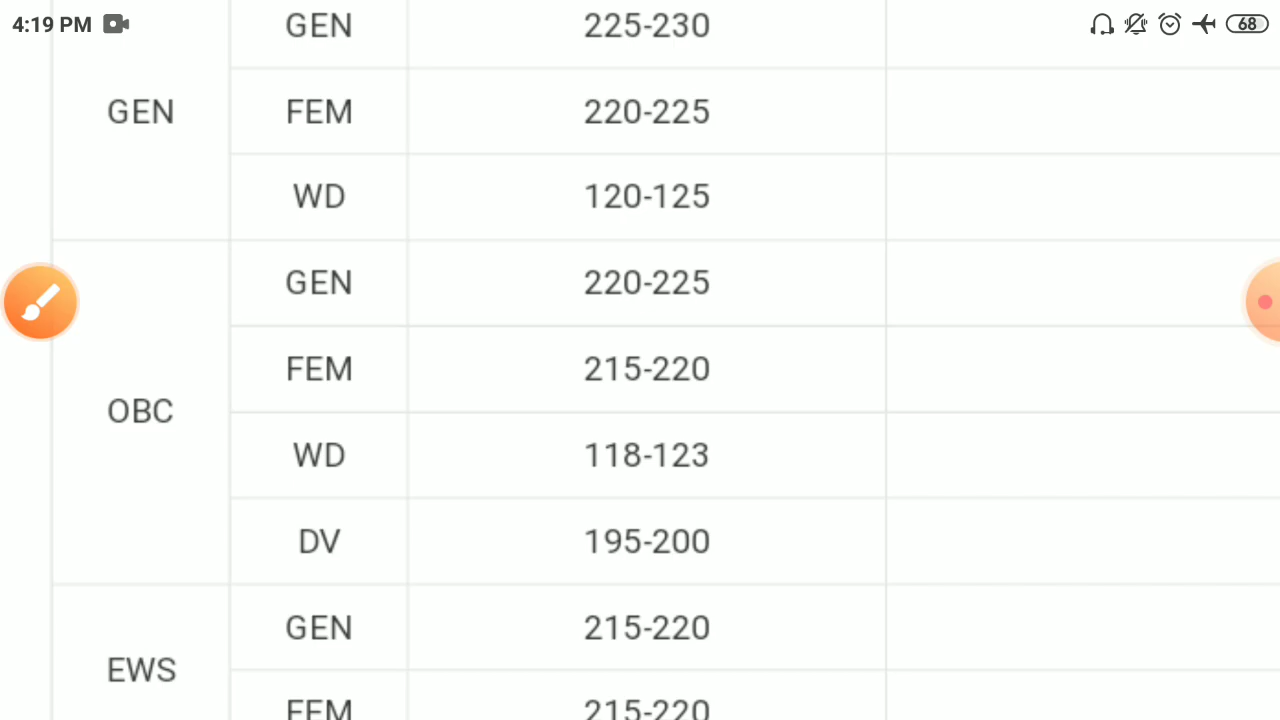 4:19 PM 68
GEN 225-230
GEN FEM 220-225
WD 120-125
GEN 220-225
FEM 215-220
OBC
WD 118-123
DV 195-200
GEN 215-220
EWS
FEM 215-220